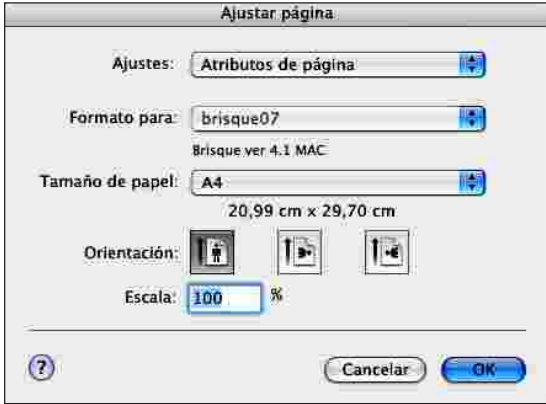 Ajustar página
Ajustes: Atributos de página
Formato para: brisque07
Brisque ver 4.1 MAC
Tamaño de papel: A4
20,99 cm x 29,70 cm
Orientación:
Escala: 100 %
? Cancelar OK